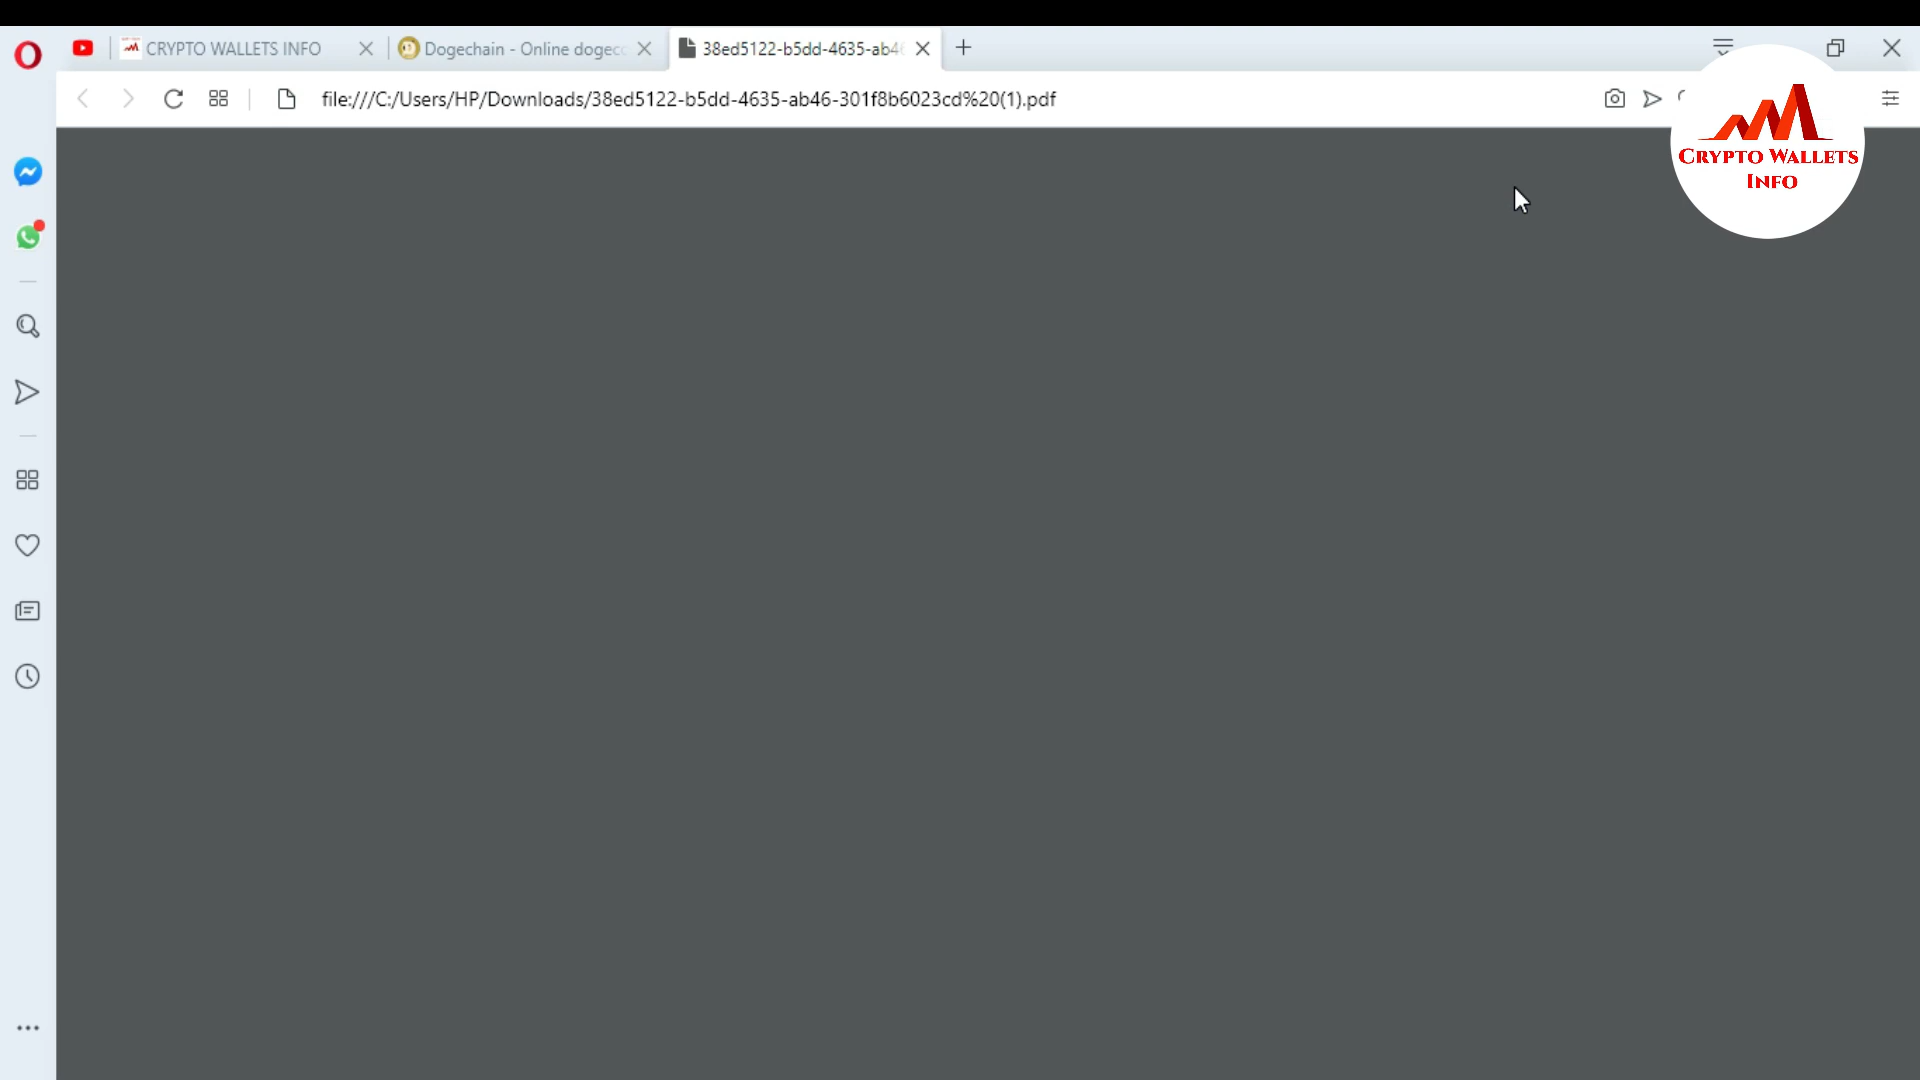 CRYPTO WALLETS INFO
Dogechain - Online dogec
38ed5122-b5dd-4635-ab46
file:///C:/Users/HP/Downloads/38ed5122-b5dd-4635-ab46-301f8b6023cd%20(1).pdf
CRYPTO WALLETS
INFO